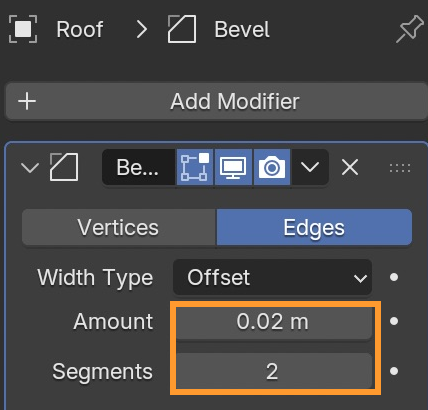 Roof > Bevel
+ Add Modifier
Be...
Vertices Edges
Width Type Offset
Amount 0.02 m
Segments 2